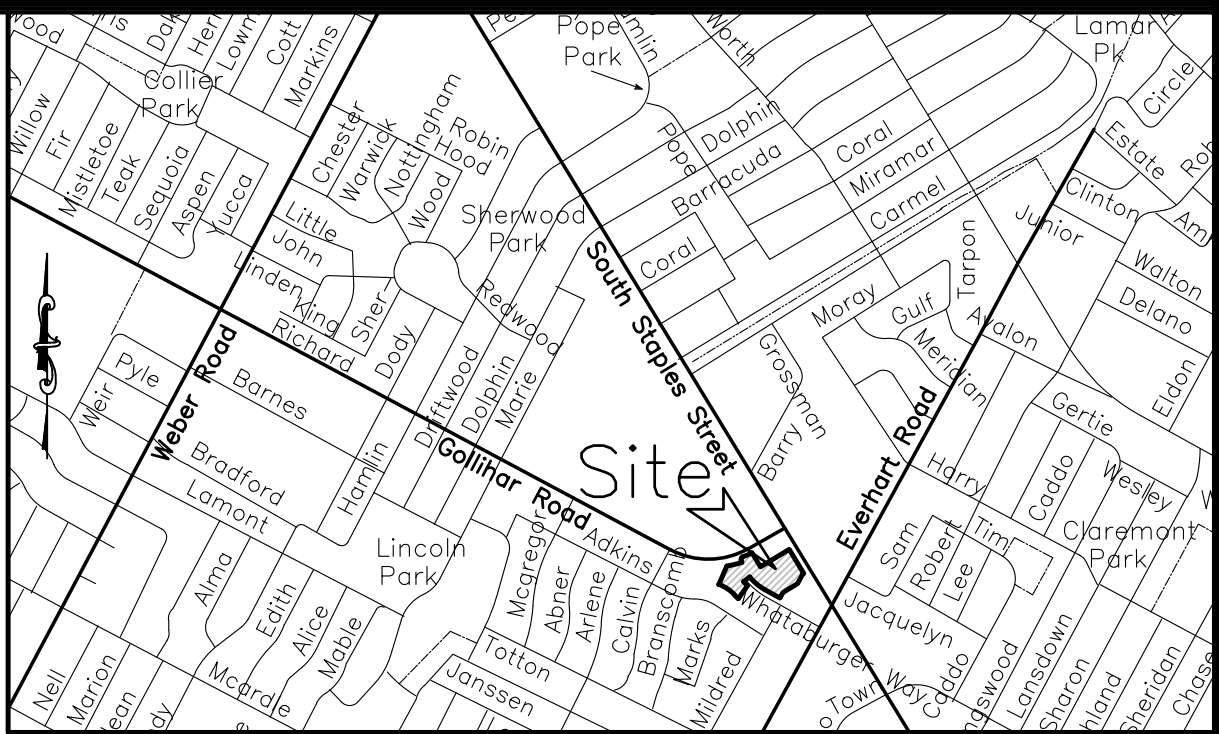 Pope
Park
Lamar
Pk
Hamlin
Worth
Circle
Cott
Markins
Collier
Park
Willow
Fir
Mistletoe
Teak
Sequoia
Aspen
Yucca
Chester
Warwick
Nottingham
Robin
Hood
Wood
Little
John
Linden
King
Richard
Sher
Dody
Sherwood
Park
Redwood
Driftwood
Dolphin
Marie
Pope
Dolphin
Barracuda
Coral
Coral
Miramar
Carmel
Estate
Clinton
Junior
Walton
Delano
Eldon
Tarpon
Moray
Gulf
Meridian
Avalon
Grossman
Barry
South Staples Street
Everhart Road
Weber Road
Gollihar Road
Site
Pyle
Weir
Barnes
Bradford
Lamont
Hamlin
Lincoln
Park
Alma
Edith
Alice
Mable
Mcardle
Nell
Marion
Mcgregor
Adkins
Abner
Arlene
Calvin
Branscomb
Marks
Mildred
Totton
Janssen
Whataburger Way
Gertie
Harry
Caddo
Wesley
Claremont
Park
Sam
Robert
Lee
Tim
Jacquelyn
Caddo
Lansdown
Sharon
Sheridan
Chase
Town